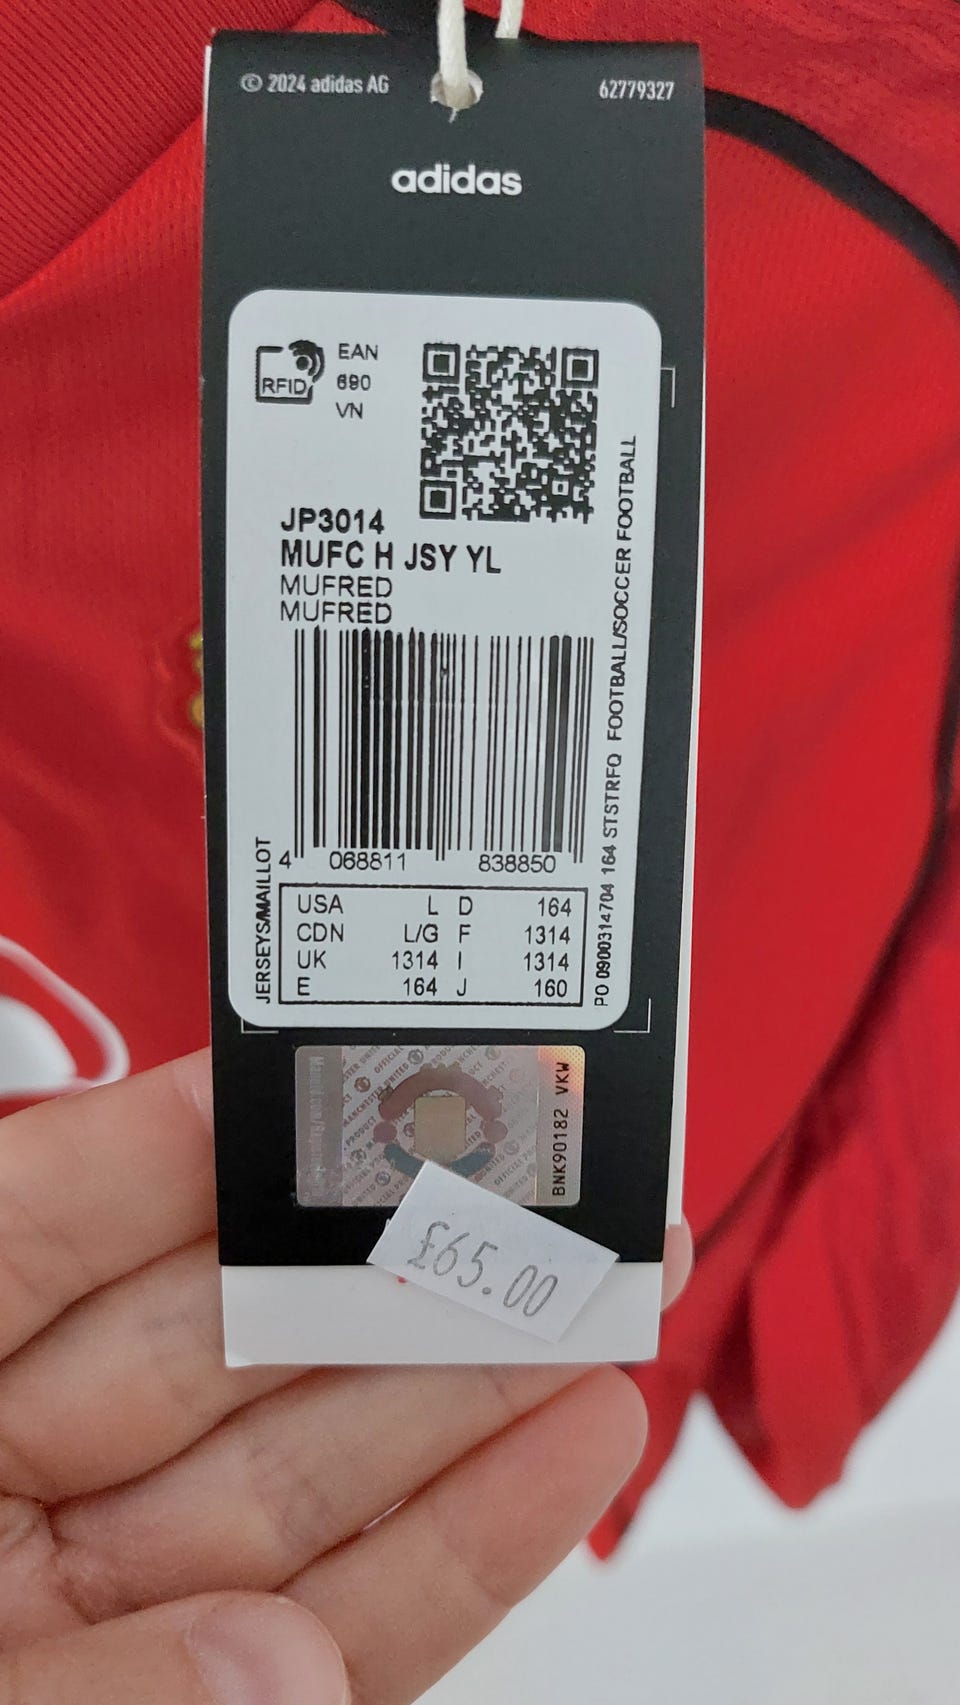 © 2024 adidas AG
62779327
adidas
RFID
EAN
690
VN
JP3014
MUFC H JSY YL
MUFRED
MUFRED
4 068811 838850
JERSEYS/MAILLOT
PO 0900314704 164 STSTRFQ FOOTBALL/SOCCER FOOTBALL
USA L D 164
CDN L/G F 1314
UK 1314 I 1314
E 164 J 160
BNK90182 VKW
£65.00